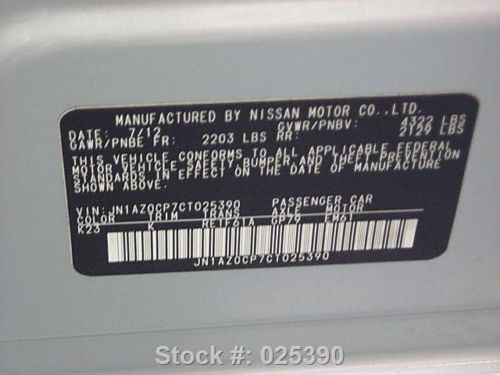 MANUFACTURED BY NISSAN MOTOR CO.,LTD.
DATE: 7/12 GVWR/PNBV: 4322 LBS
GAWR/PNBE FR: 2203 LBS RR: 2129 LBS
THIS VEHICLE CONFORMS TO ALL APPLICABLE FEDERAL
MOTOR VEHICLE SAFETY, BUMPER AND THEFT PREVENTION
STANDARDS IN EFFECT ON THE DATE OF MANUFACTURE
SHOWN ABOVE.
VIN: JN1AZ0CP7CT025390 PASSENGER CAR
COLOR TRIM TRANS AXLE MOTOR
K23 K RE1F61A GP79 EM61
JN1AZ0CP7CT025390
Stock #: 025390